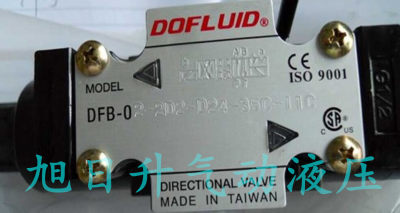 DOFLUID®
CE
ISO 9001
MODEL
DFB-02-2D2-D24-35C-11C
C US
旭日升气动液压
DIRECTIONAL VALVE
MADE IN TAIWAN